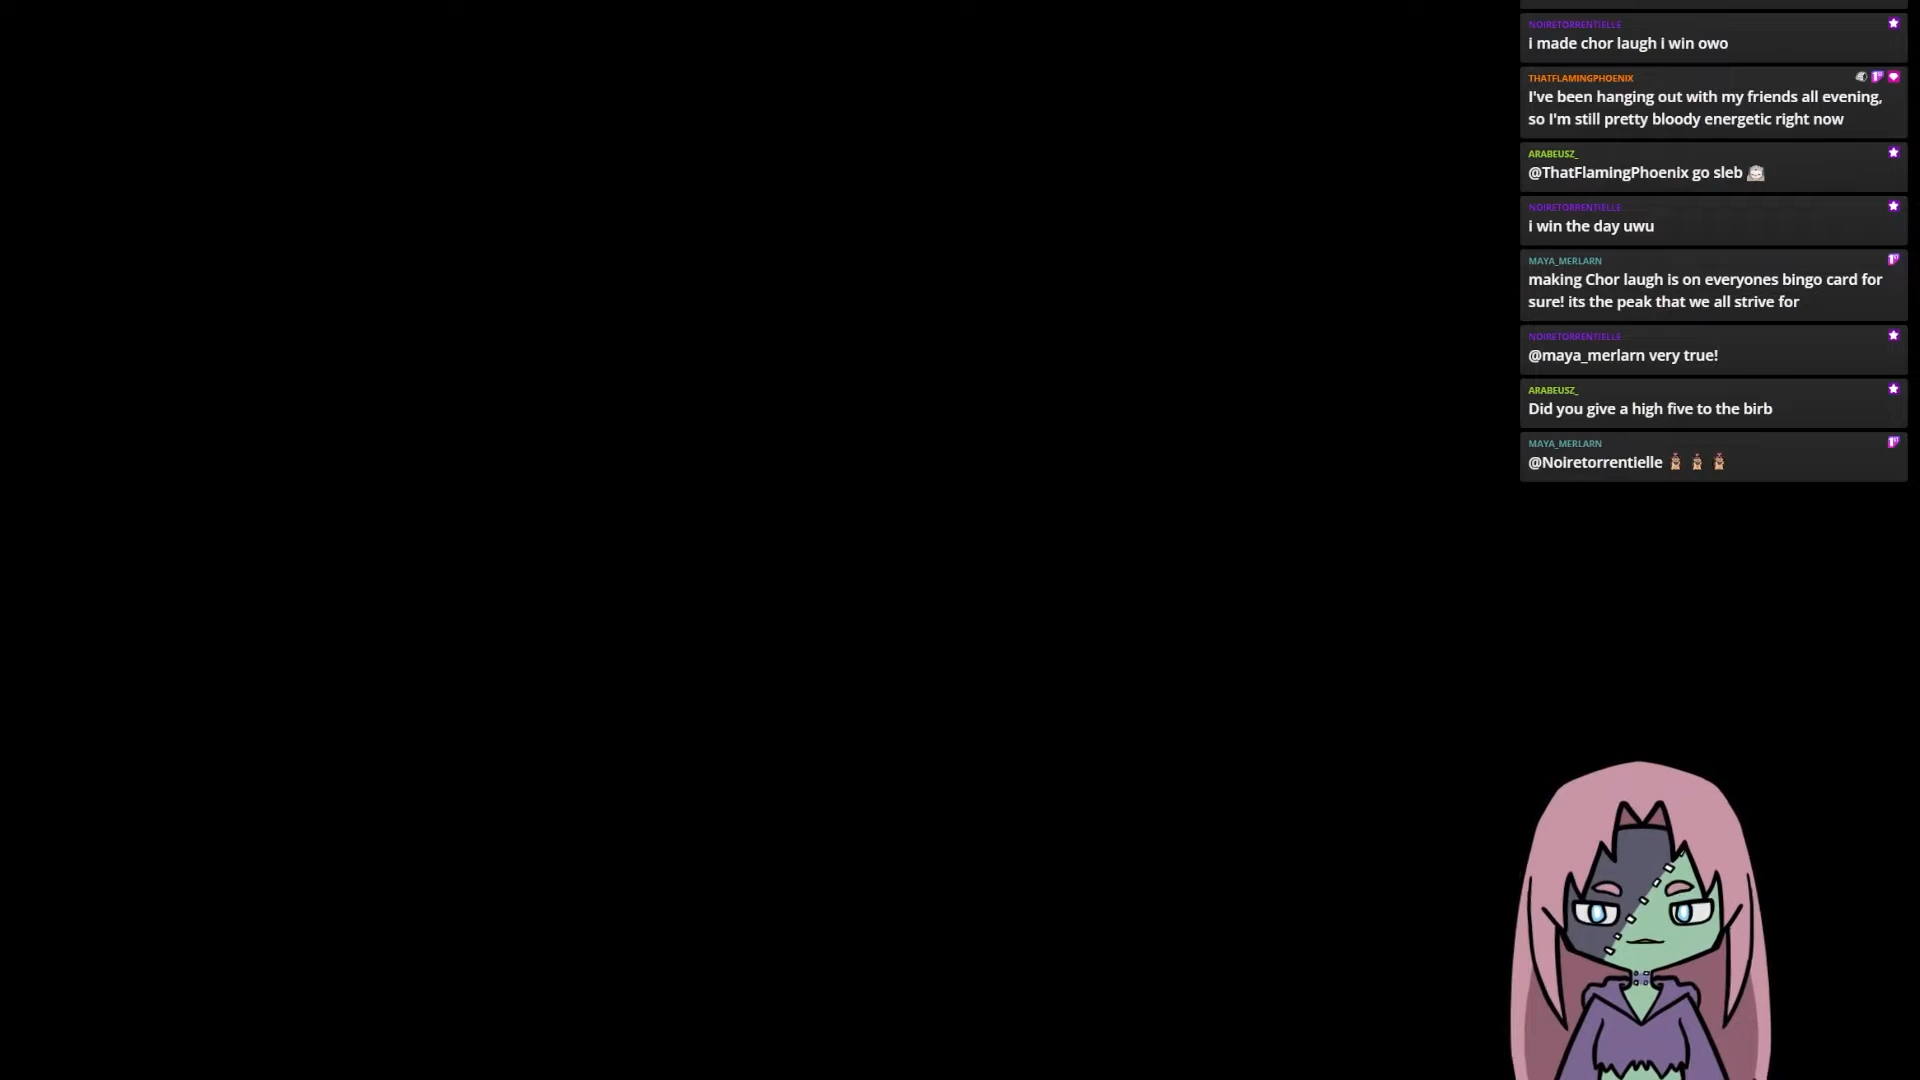 NOIRETORRENTIELLE
i made chor laugh i win owo
THATFLAMINGPHOENIX
I've been hanging out with my friends all evening,
so I'm still pretty bloody energetic right now
ARABEUSZ_
@ThatFlamingPhoenix go sleb
NOIRETORRENTIELLE
i win the day uwu
MAYA_MERLARN
making Chor laugh is on everyones bingo card for
sure! its the peak that we all strive for
NOIRETORRENTIELLE
@maya_merlarn very true!
ARABEUSZ_
Did you give a high five to the birb
MAYA_MERLARN
@Noiretorrentielle